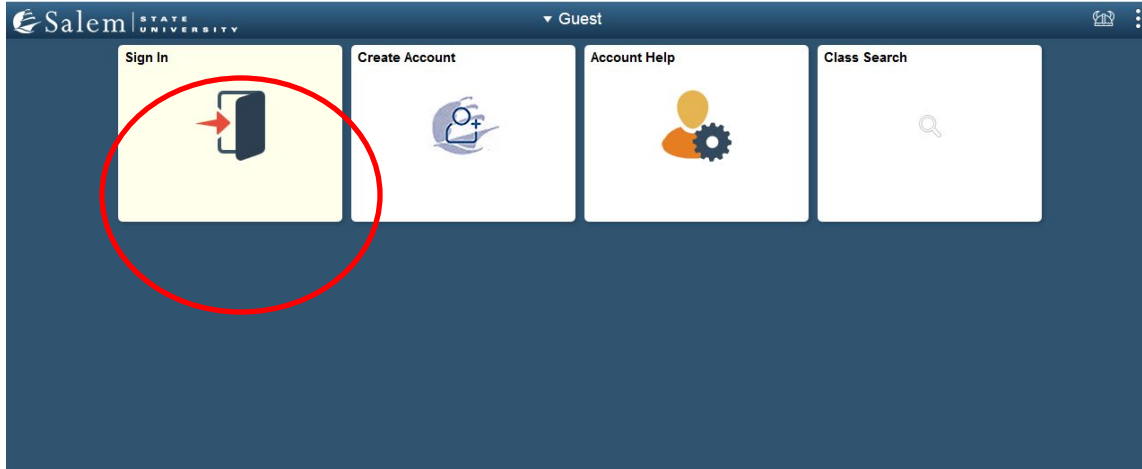 Salem STATE UNIVERSITY
Guest
Sign In
Create Account
Account Help
Class Search